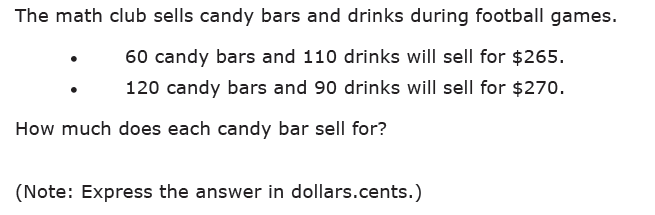 The math club sells candy bars and drinks during football games.
• 60 candy bars and 110 drinks will sell for $265.
• 120 candy bars and 90 drinks will sell for $270.
How much does each candy bar sell for?
(Note: Express the answer in dollars.cents.)